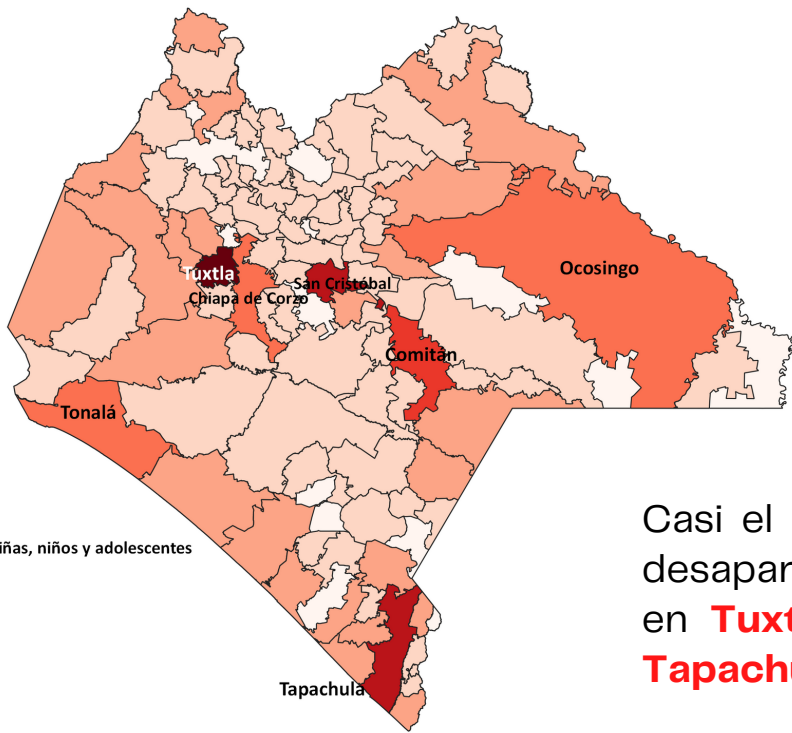 Tuxtla
San Cristóbal
Chiapa de Corzo
Ocosingo
Comitán
Tonalá
iñas, niños y adolescentes
Tapachula
Casi el
desapar
en Tuxt
Tapachu